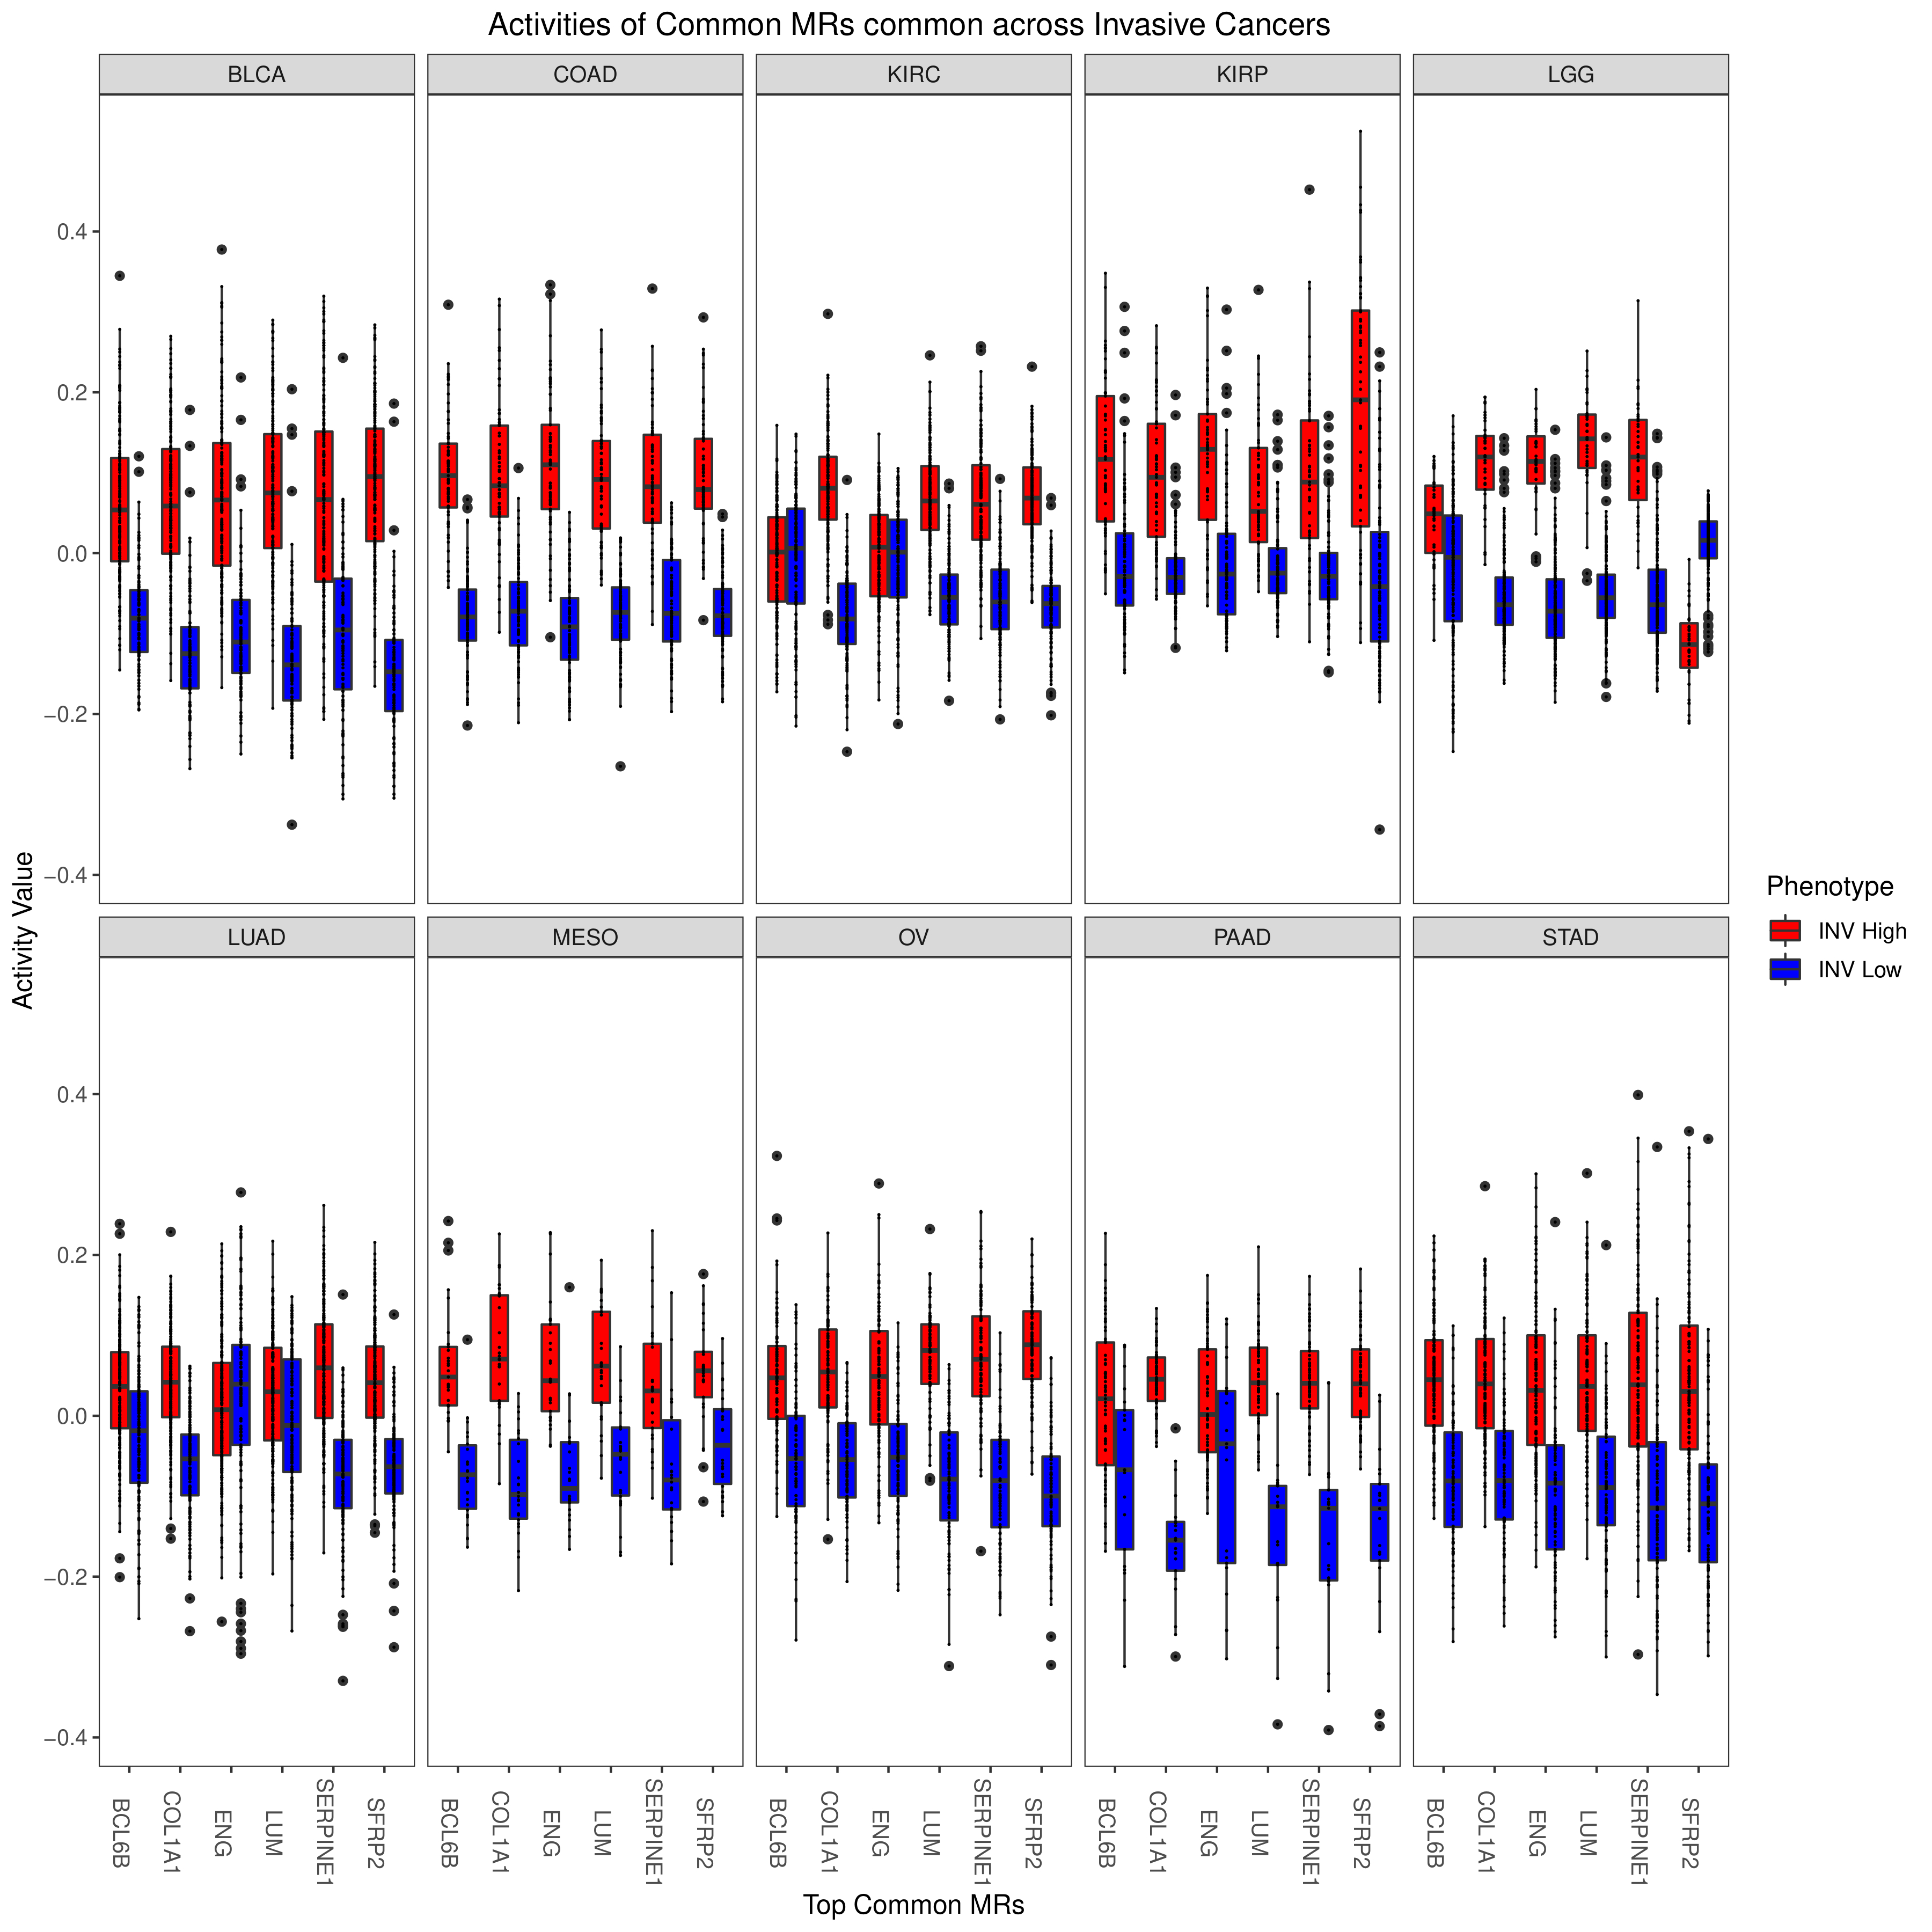 Activities of Common MRs common across Invasive Cancers
BLCA COAD KIRC KIRP LGG
0.4
0.2
0.0
−0.2
−0.4
Activity Value
Phenotype
INV High
INV Low
LUAD MESO OV PAAD STAD
0.4
0.2
0.0
−0.2
−0.4
BCL6B COL1A1 ENG LUM SERPINE1 SFRP2 BCL6B COL1A1 ENG LUM SERPINE1 SFRP2 BCL6B COL1A1 ENG LUM SERPINE1 SFRP2 BCL6B COL1A1 ENG LUM SERPINE1 SFRP2 BCL6B COL1A1 ENG LUM SERPINE1 SFRP2
Top Common MRs